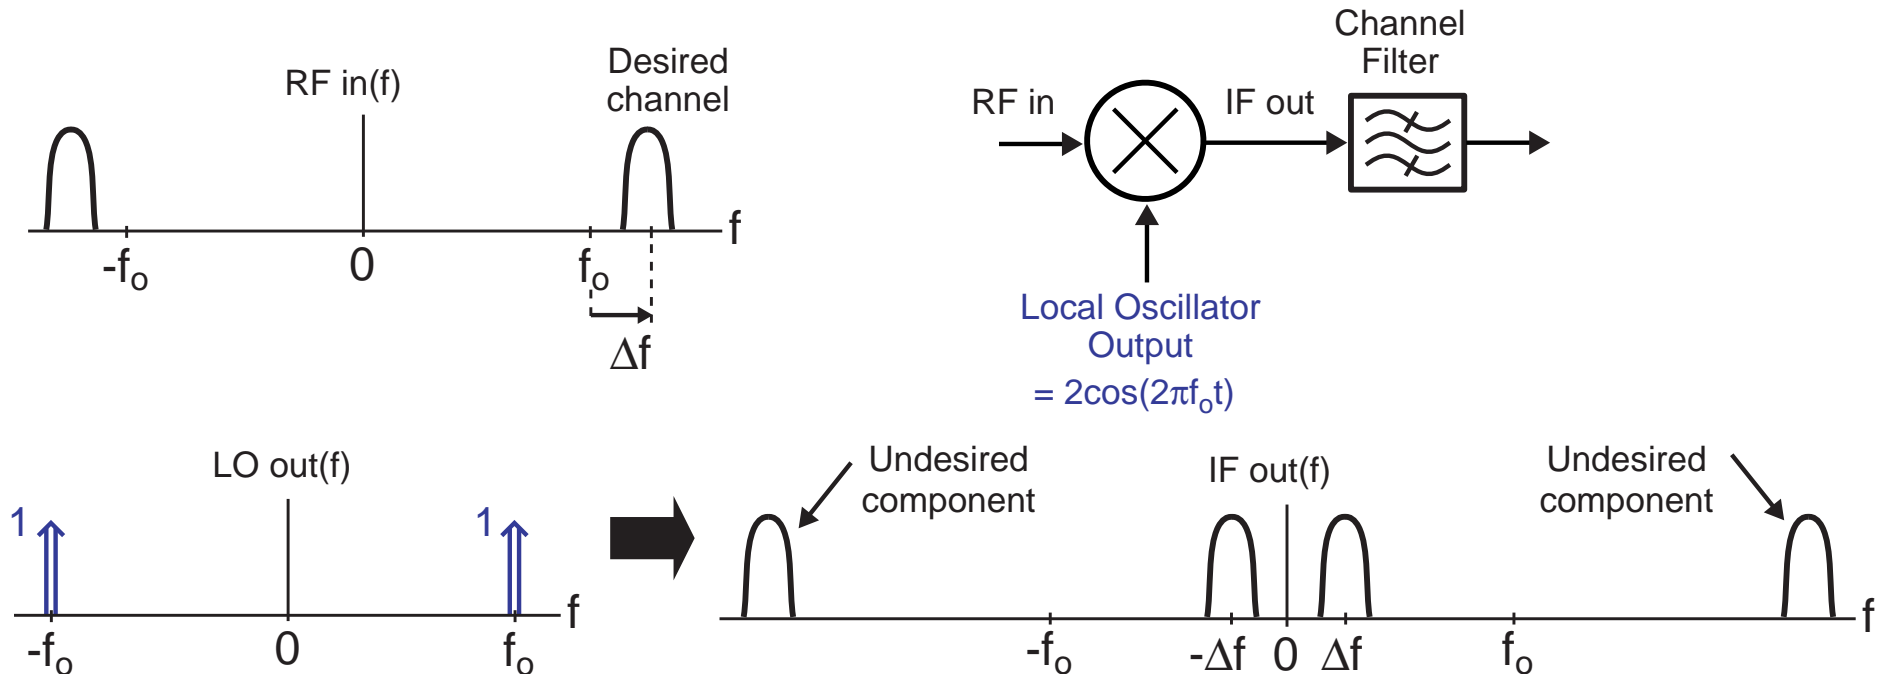 RF in(f)
Desired
channel
-fo
0
fo
f
Δf
Channel
Filter
RF in
IF out
Local Oscillator
Output
= 2cos(2πfot)
LO out(f)
1
1
-fo
0
fo
f
Undesired
component
IF out(f)
Undesired
component
-fo
-Δf
0
Δf
fo
f